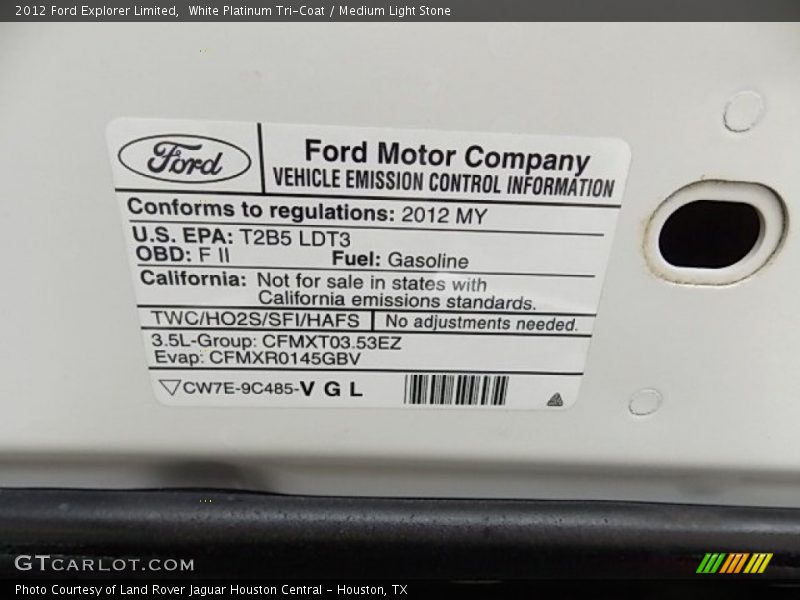 2012 Ford Explorer Limited,  White Platinum Tri-Coat / Medium Light Stone
Ford
Ford Motor Company
VEHICLE EMISSION CONTROL INFORMATION
Conforms to regulations: 2012 MY
U.S. EPA: T2B5 LDT3
OBD: F II Fuel: Gasoline
California: Not for sale in states with
California emissions standards.
TWC/HO2S/SFI/HAFS No adjustments needed.
3.5L-Group: CFMXT03.53EZ
Evap: CFMXR0145GBV
CW7E-9C485-V G L
GTCARLOT.COM
Photo Courtesy of Land Rover Jaguar Houston Central - Houston, TX